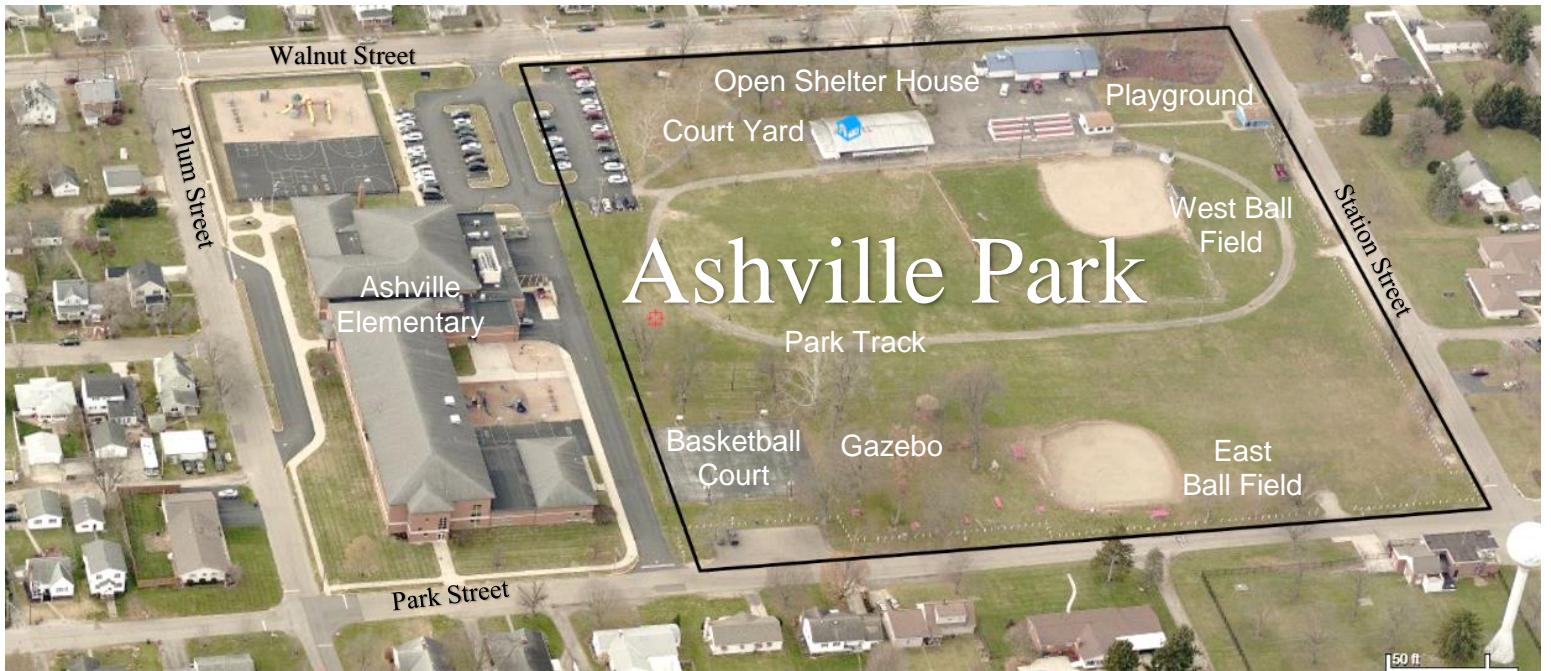 Walnut Street
Open Shelter House
Playground
Court Yard
Plum Street
West Ball
Field
Station Street
Ashville Park
Ashville
Elementary
Park Track
Basketball
Court
Gazebo
East
Ball Field
Park Street
50 ft